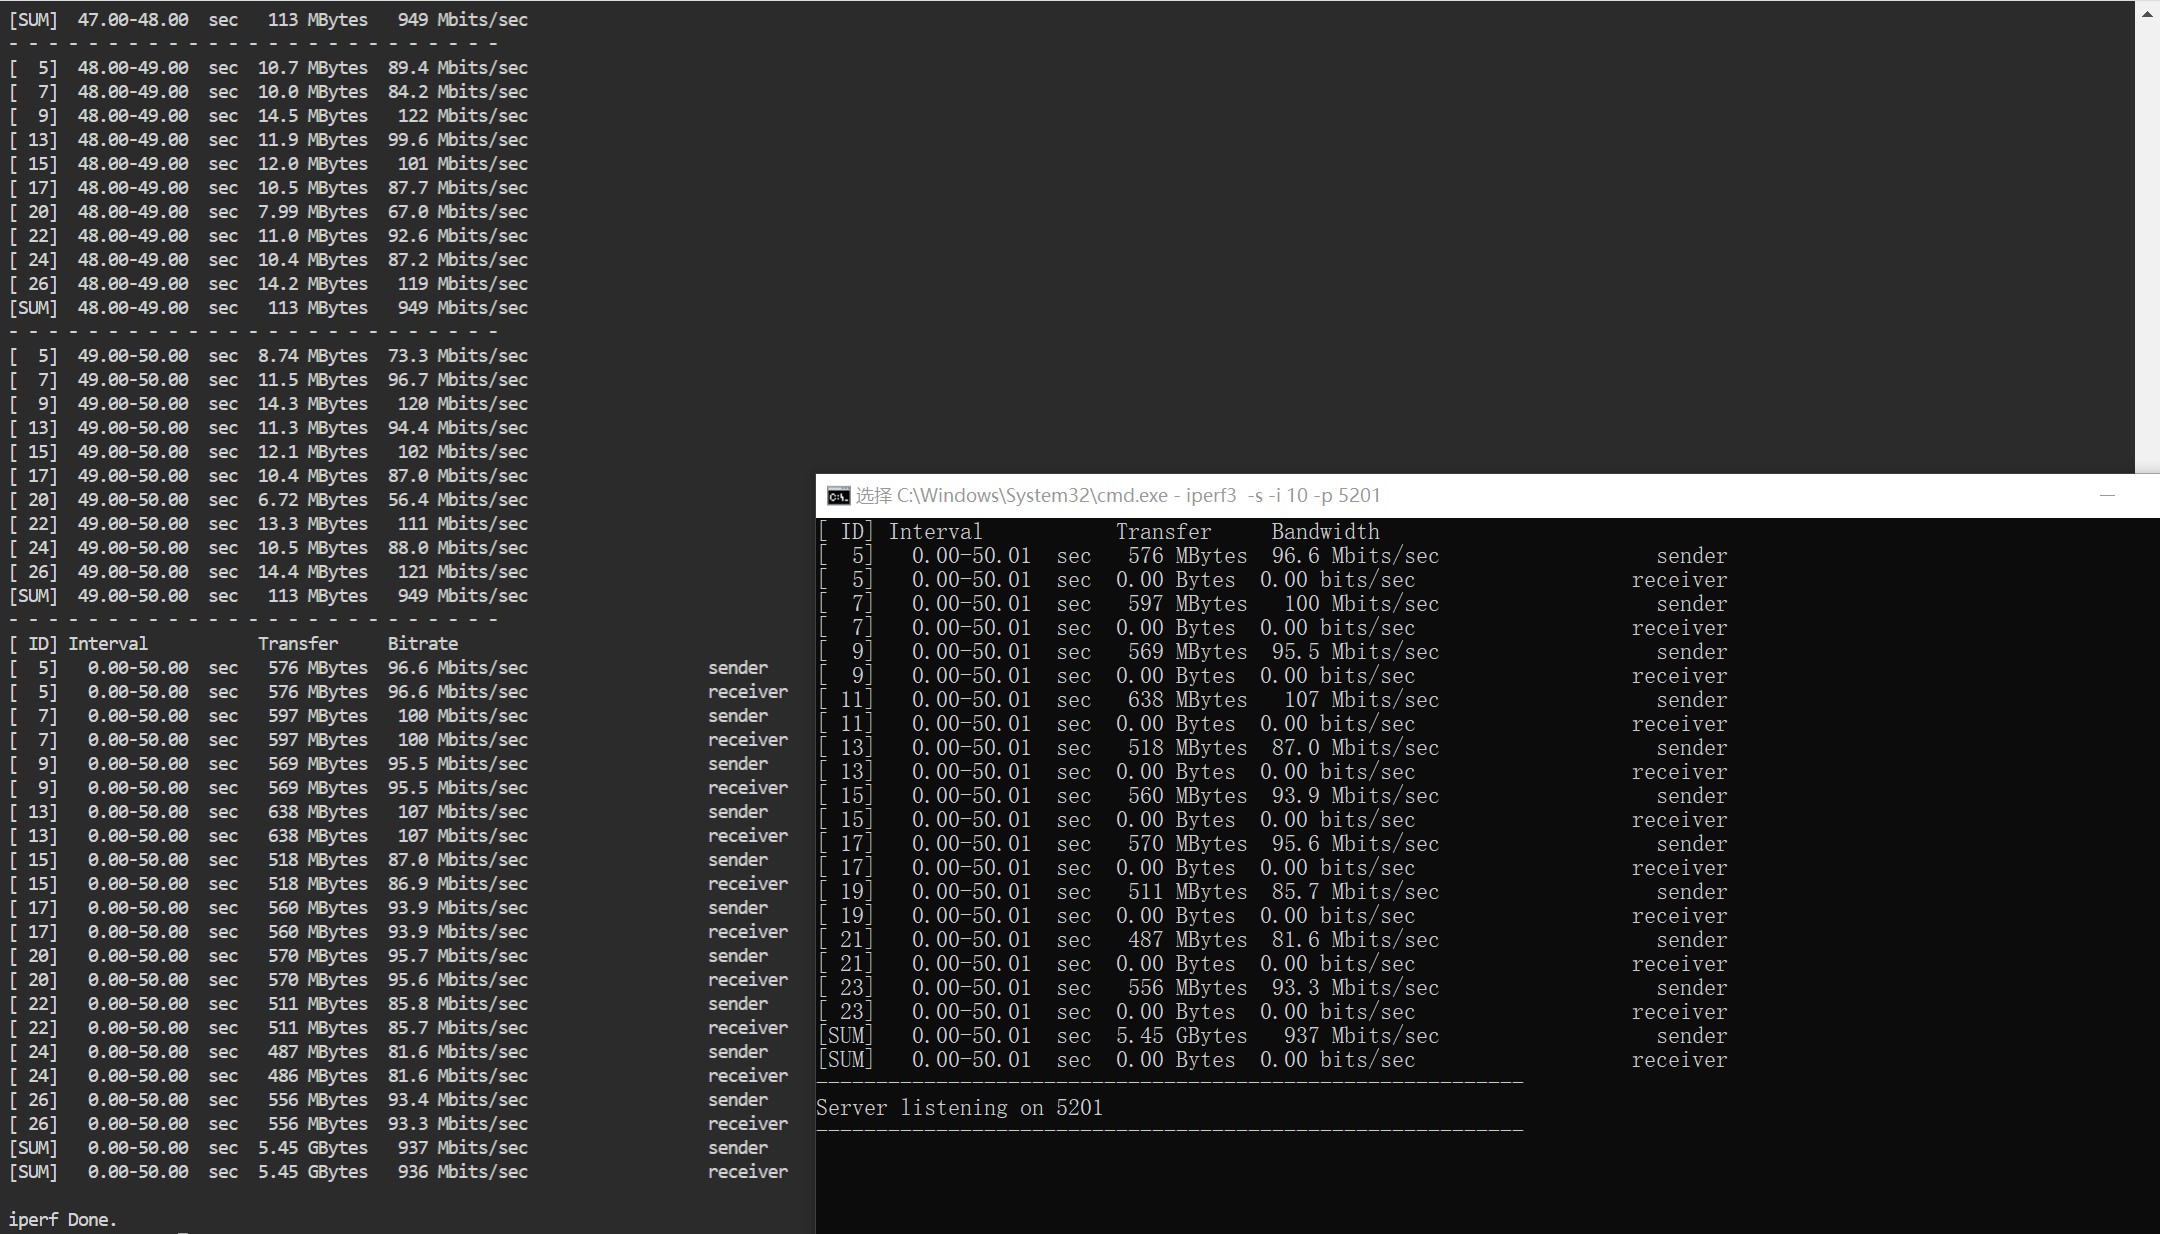 [SUM]  47.00-48.00  sec   113 MBytes   949 Mbits/sec
- - - - - - - - - - - - - - - - - - - - - - - - -
[  5]  48.00-49.00  sec  10.7 MBytes  89.4 Mbits/sec
[  7]  48.00-49.00  sec  10.0 MBytes  84.2 Mbits/sec
[  9]  48.00-49.00  sec  14.5 MBytes   122 Mbits/sec
[ 13]  48.00-49.00  sec  11.9 MBytes  99.6 Mbits/sec
[ 15]  48.00-49.00  sec  12.0 MBytes   101 Mbits/sec
[ 17]  48.00-49.00  sec  10.5 MBytes  87.7 Mbits/sec
[ 20]  48.00-49.00  sec  7.99 MBytes  67.0 Mbits/sec
[ 22]  48.00-49.00  sec  11.0 MBytes  92.6 Mbits/sec
[ 24]  48.00-49.00  sec  10.4 MBytes  87.2 Mbits/sec
[ 26]  48.00-49.00  sec  14.2 MBytes   119 Mbits/sec
[SUM]  48.00-49.00  sec   113 MBytes   949 Mbits/sec
- - - - - - - - - - - - - - - - - - - - - - - - -
[  5]  49.00-50.00  sec  8.74 MBytes  73.3 Mbits/sec
[  7]  49.00-50.00  sec  11.5 MBytes  96.7 Mbits/sec
[  9]  49.00-50.00  sec  14.3 MBytes   120 Mbits/sec
[ 13]  49.00-50.00  sec  11.3 MBytes  94.4 Mbits/sec
[ 15]  49.00-50.00  sec  12.1 MBytes   102 Mbits/sec
[ 17]  49.00-50.00  sec  10.4 MBytes  87.0 Mbits/sec
[ 20]  49.00-50.00  sec  6.72 MBytes  56.4 Mbits/sec
[ 22]  49.00-50.00  sec  13.3 MBytes   111 Mbits/sec
[ 24]  49.00-50.00  sec  10.5 MBytes  88.0 Mbits/sec
[ 26]  49.00-50.00  sec  14.4 MBytes   121 Mbits/sec
[SUM]  49.00-50.00  sec   113 MBytes   949 Mbits/sec
- - - - - - - - - - - - - - - - - - - - - - - - -
[ ID] Interval           Transfer     Bitrate
[  5]   0.00-50.00  sec   576 MBytes  96.6 Mbits/sec                  sender
[  5]   0.00-50.00  sec   576 MBytes  96.6 Mbits/sec                  receiver
[  7]   0.00-50.00  sec   597 MBytes   100 Mbits/sec                  sender
[  7]   0.00-50.00  sec   597 MBytes   100 Mbits/sec                  receiver
[  9]   0.00-50.00  sec   569 MBytes  95.5 Mbits/sec                  sender
[  9]   0.00-50.00  sec   569 MBytes  95.5 Mbits/sec                  receiver
[ 13]   0.00-50.00  sec   638 MBytes   107 Mbits/sec                  sender
[ 13]   0.00-50.00  sec   638 MBytes   107 Mbits/sec                  receiver
[ 15]   0.00-50.00  sec   518 MBytes  87.0 Mbits/sec                  sender
[ 15]   0.00-50.00  sec   518 MBytes  86.9 Mbits/sec                  receiver
[ 17]   0.00-50.00  sec   560 MBytes  93.9 Mbits/sec                  sender
[ 17]   0.00-50.00  sec   560 MBytes  93.9 Mbits/sec                  receiver
[ 20]   0.00-50.00  sec   570 MBytes  95.7 Mbits/sec                  sender
[ 20]   0.00-50.00  sec   570 MBytes  95.6 Mbits/sec                  receiver
[ 22]   0.00-50.00  sec   511 MBytes  85.8 Mbits/sec                  sender
[ 22]   0.00-50.00  sec   511 MBytes  85.7 Mbits/sec                  receiver
[ 24]   0.00-50.00  sec   487 MBytes  81.6 Mbits/sec                  sender
[ 24]   0.00-50.00  sec   486 MBytes  81.6 Mbits/sec                  receiver
[ 26]   0.00-50.00  sec   556 MBytes  93.4 Mbits/sec                  sender
[ 26]   0.00-50.00  sec   556 MBytes  93.3 Mbits/sec                  receiver
[SUM]   0.00-50.00  sec  5.45 GBytes   937 Mbits/sec                  sender
[SUM]   0.00-50.00  sec  5.45 GBytes   936 Mbits/sec                  receiver
iperf Done.
选择 C:\Windows\System32\cmd.exe - iperf3  -s -i 10 -p 5201
[ ID] Interval           Transfer     Bandwidth
[  5]   0.00-50.01  sec   576 MBytes  96.6 Mbits/sec                  sender
[  5]   0.00-50.01  sec  0.00 Bytes  0.00 bits/sec                  receiver
[  7]   0.00-50.01  sec   597 MBytes   100 Mbits/sec                  sender
[  7]   0.00-50.01  sec  0.00 Bytes  0.00 bits/sec                  receiver
[  9]   0.00-50.01  sec   569 MBytes  95.5 Mbits/sec                  sender
[  9]   0.00-50.01  sec  0.00 Bytes  0.00 bits/sec                  receiver
[ 11]   0.00-50.01  sec   638 MBytes   107 Mbits/sec                  sender
[ 11]   0.00-50.01  sec  0.00 Bytes  0.00 bits/sec                  receiver
[ 13]   0.00-50.01  sec   518 MBytes  87.0 Mbits/sec                  sender
[ 13]   0.00-50.01  sec  0.00 Bytes  0.00 bits/sec                  receiver
[ 15]   0.00-50.01  sec   560 MBytes  93.9 Mbits/sec                  sender
[ 15]   0.00-50.01  sec  0.00 Bytes  0.00 bits/sec                  receiver
[ 17]   0.00-50.01  sec   570 MBytes  95.6 Mbits/sec                  sender
[ 17]   0.00-50.01  sec  0.00 Bytes  0.00 bits/sec                  receiver
[ 19]   0.00-50.01  sec   511 MBytes  85.7 Mbits/sec                  sender
[ 19]   0.00-50.01  sec  0.00 Bytes  0.00 bits/sec                  receiver
[ 21]   0.00-50.01  sec   487 MBytes  81.6 Mbits/sec                  sender
[ 21]   0.00-50.01  sec  0.00 Bytes  0.00 bits/sec                  receiver
[ 23]   0.00-50.01  sec   556 MBytes  93.3 Mbits/sec                  sender
[ 23]   0.00-50.01  sec  0.00 Bytes  0.00 bits/sec                  receiver
[SUM]   0.00-50.01  sec  5.45 GBytes   937 Mbits/sec                  sender
[SUM]   0.00-50.01  sec  0.00 Bytes  0.00 bits/sec                  receiver
-----------------------------------------------------------
Server listening on 5201
-----------------------------------------------------------